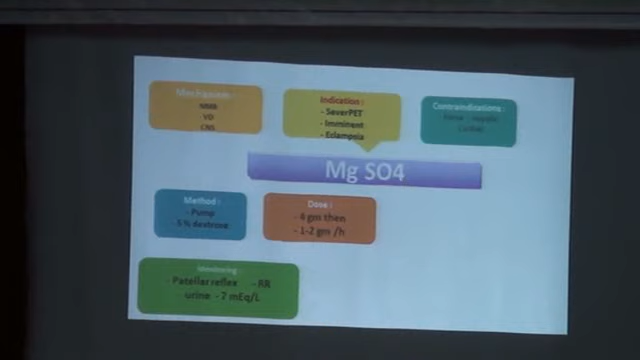 Mechanism :
NMB
- VD
CNS
Indication :
- SeverPET
- Imminent
- Eclampsia
Contraindications :
Mg SO4
Method :
- Pump
- 5 % dextrose
Dose :
- 6 gm then
- 1-2 gm /h
Monitoring
- Patellar reflex - RR
- urine - 7 mEq/L